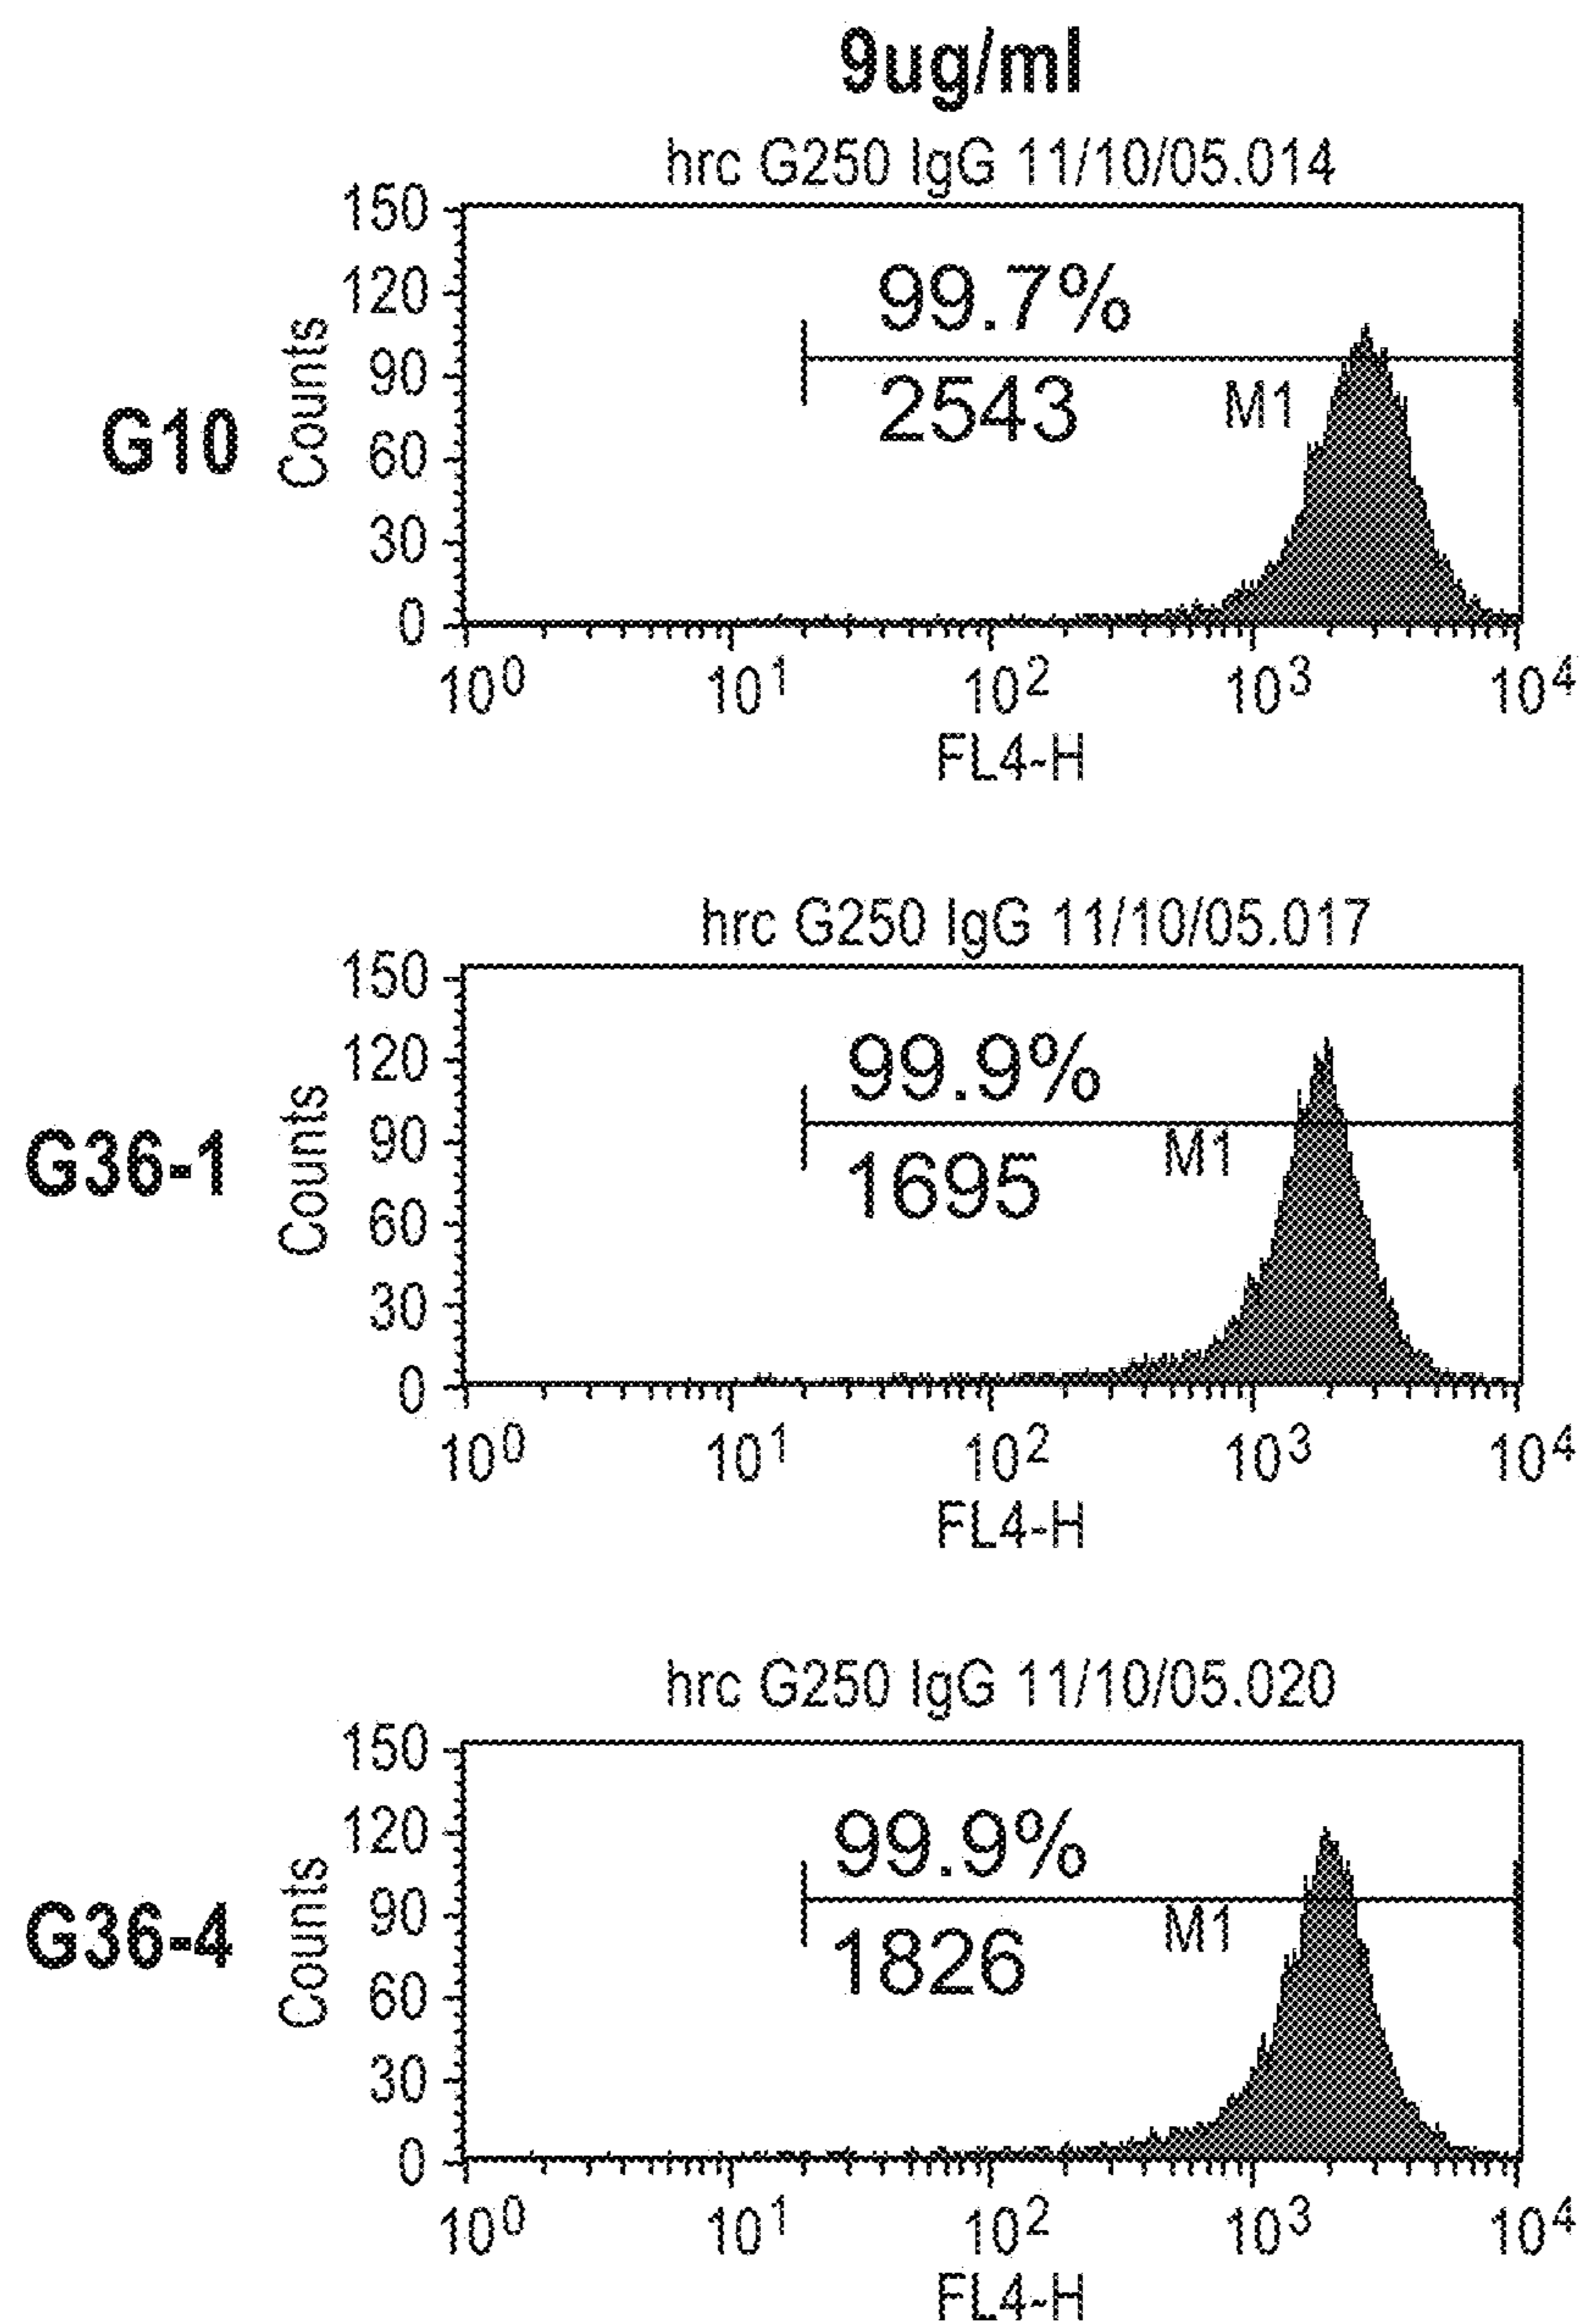 9ug/ml
hrc G250 IgG 11/10/05.014
G10
Counts
150
120
90
60
30
0
99.7%
2543
M1
10^0 10^1 10^2 10^3 10^4
FL4-H
hrc G250 IgG 11/10/05.017
G36-1
Counts
150
120
90
60
30
0
99.9%
1695
M1
10^0 10^1 10^2 10^3 10^4
FL4-H
hrc G250 IgG 11/10/05.020
G36-4
Counts
150
120
90
60
30
0
99.9%
1826
M1
10^0 10^1 10^2 10^3 10^4
FL4-H